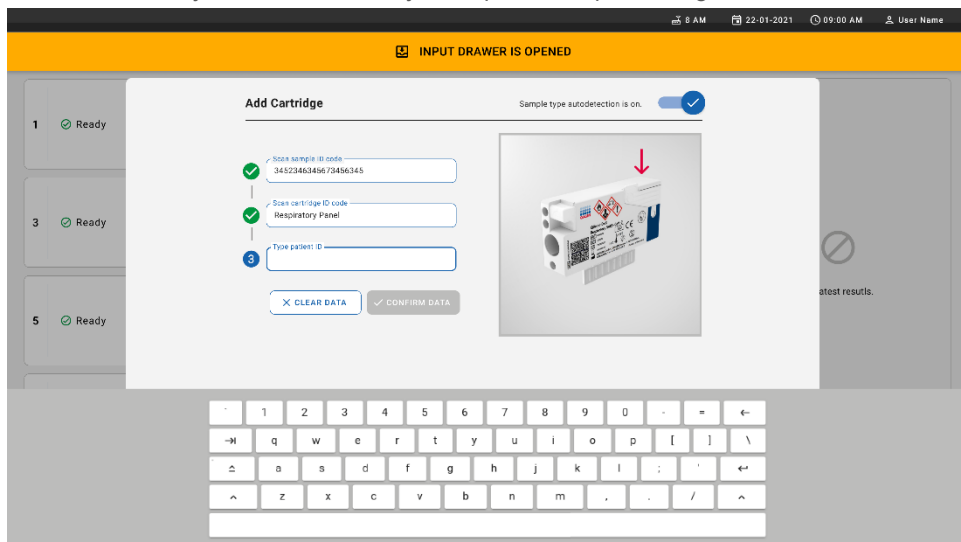 8 AM 22-01-2021 09:00 AM User Name
INPUT DRAWER IS OPENED
Add Cartridge
Sample type autodetection is on.
1 Ready
Scan sample ID code
3452346345673456345
Scan cartridge ID code
Respiratory Panel
3 Ready
3
Type patient ID
CLEAR DATA
CONFIRM DATA
atest resutls.
5 Ready
` 1 2 3 4 5 6 7 8 9 0 - =
q w e r t y u i o p [ ] \
a s d f g h j k l ; '
z x c v b n m , . /